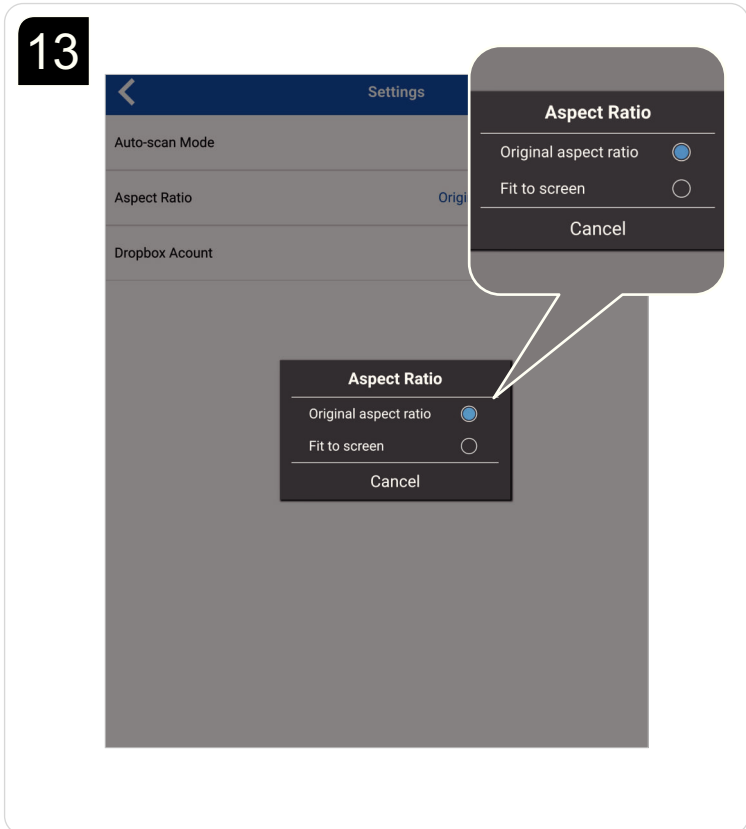 13
Settings
Auto-scan Mode
Aspect Ratio
Origi
Dropbox Acount
Aspect Ratio
Original aspect ratio
Fit to screen
Cancel
Aspect Ratio
Original aspect ratio
Fit to screen
Cancel